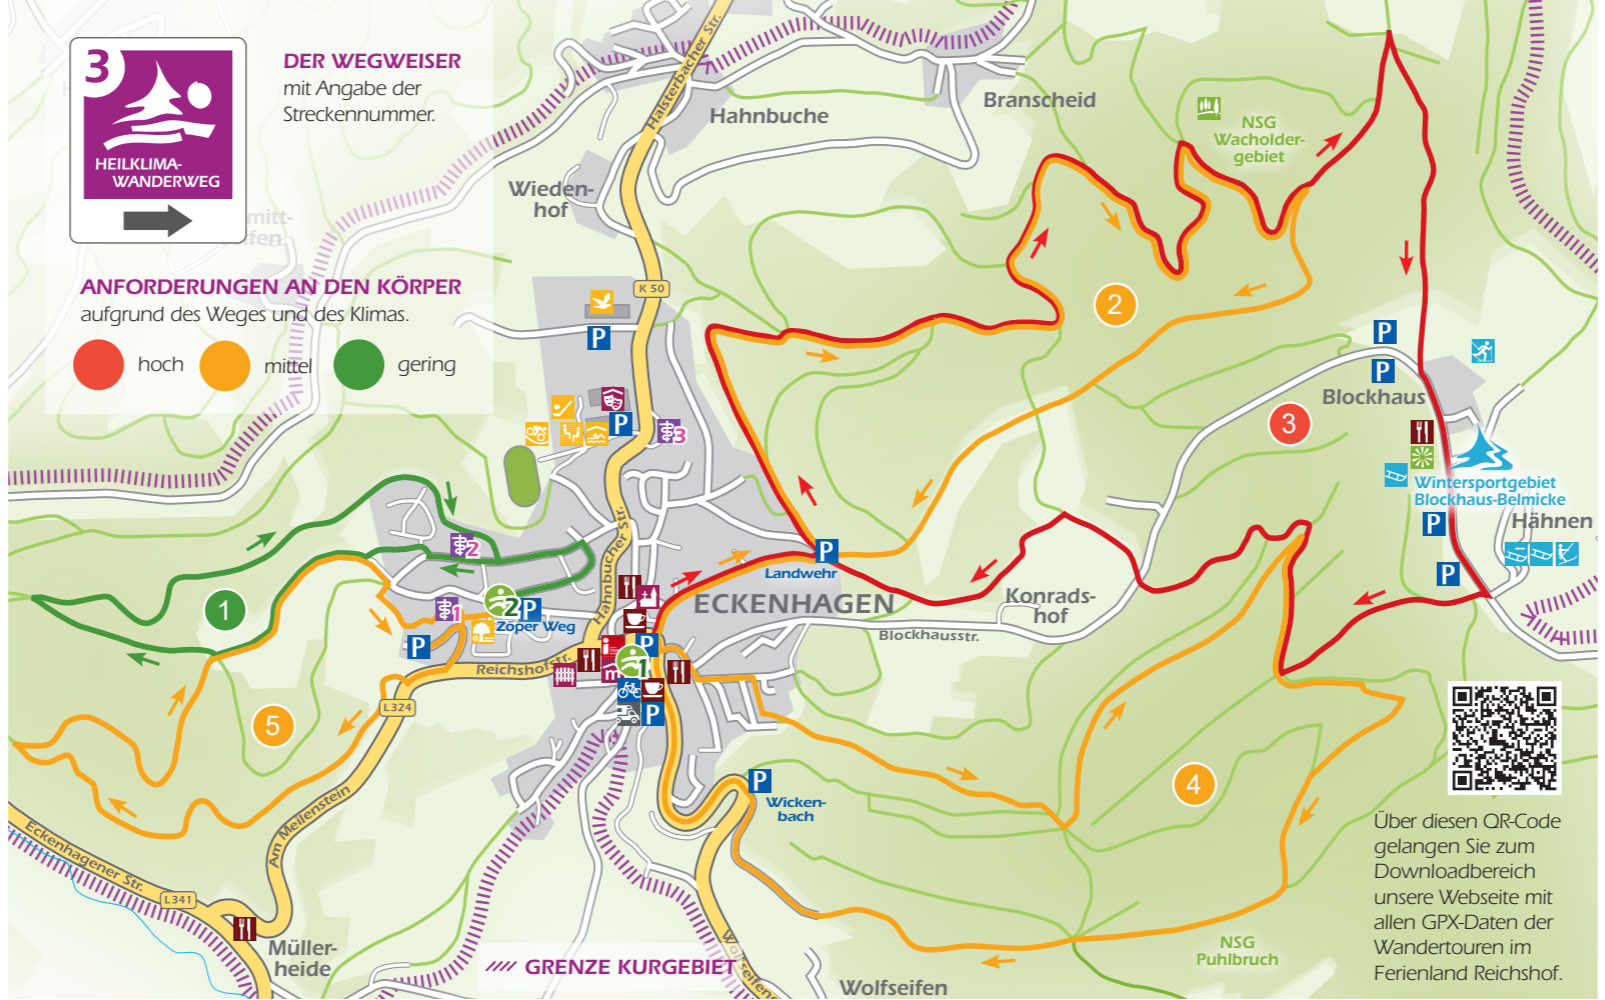 3
HEILKLIMA-
WANDERWEG
DER WEGWEISER
mit Angabe der
Streckennummer.
ANFORDERUNGEN AN DEN KÖRPER
aufgrund des Weges und des Klimas.
hoch
mittel
gering
Halsterbacher Str.
Hahnbuche
Branscheid
NSG
Wacholder-
gebiet
Wieden-
hof
K 50
P
2
P
P
Blockhaus
3
P
3
Wintersportgebiet
Blockhaus-Belmicke
P
Hähnen
P
Hahnbucher Str.
2
1
1
2
P
Zöper Weg
P
P
Landwehr
ECKENHAGEN
Konrads-
hof
Blockhausstr.
Reichshofstr.
P
i
m
1
P
L324
5
4
P
Wicken-
bach
Am Meilenstein
Eckenhagener Str.
L341
Müller-
heide
GRENZE KURGEBIET
Wolfseifen
NSG
Puhlbruch
Über diesen QR-Code
gelangen Sie zum
Downloadbereich
unsere Webseite mit
allen GPX-Daten der
Wandertouren im
Ferienland Reichshof.